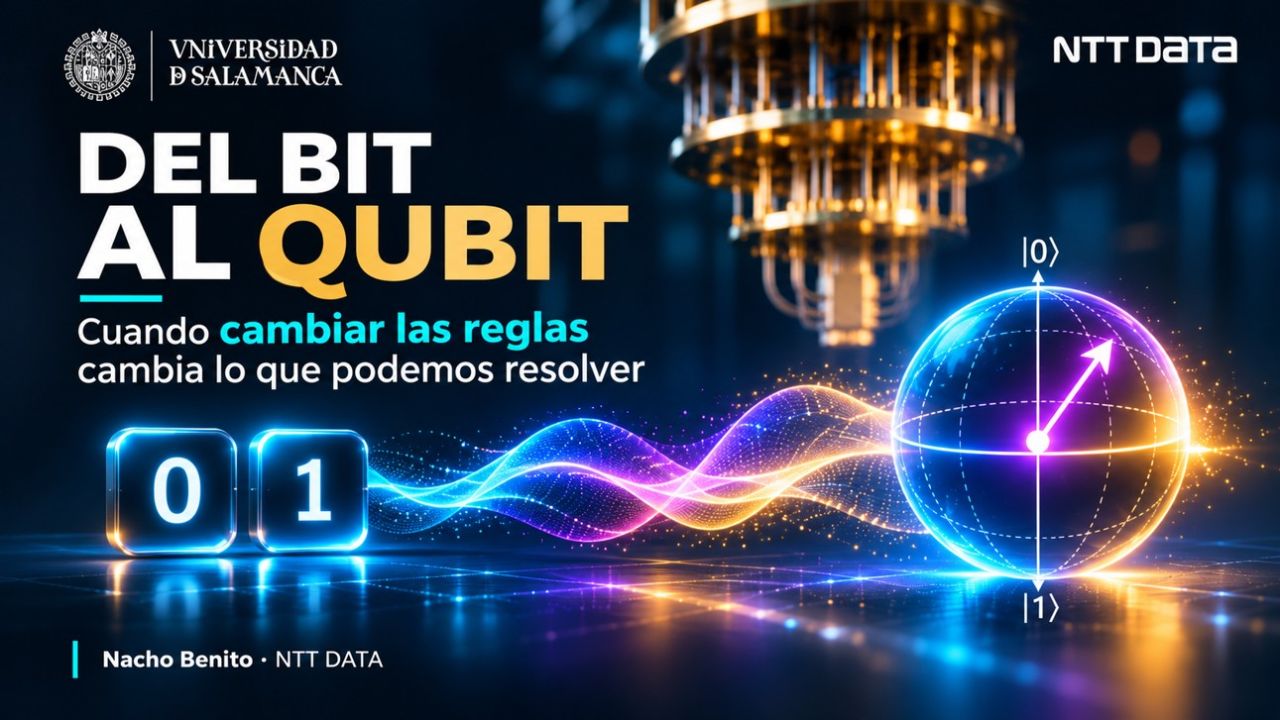 VNiVERSiDAD
D SALAMANCA
NTT DATA
DEL BIT
AL QUBIT
Cuando cambiar las reglas
cambia lo que podemos resolver
0 1
|0⟩
|1⟩
Nacho Benito · NTT DATA